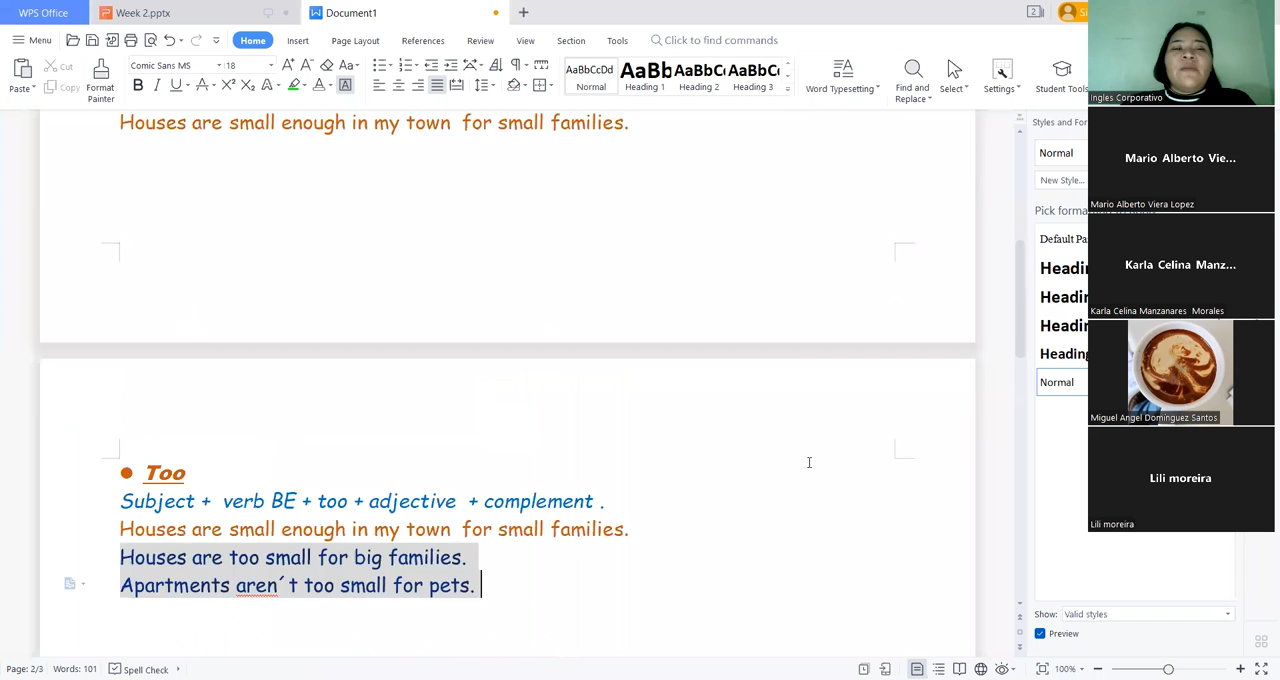 WPS Office
Week 2.pptx
Document1
Menu
Home
Insert
Page Layout
References
Review
View
Section
Tools
Click to find commands
Paste
Cut
Copy
Format Painter
Comic Sans MS
18
AaBbCcDd
Normal
AaBb
Heading 1
AaBbC
Heading 2
AaBbC
Heading 3
Word Typesetting
Find and Replace
Select
Settings
Student Tools
Houses are small enough in my town for small families.
Too
Subject + verb BE + too + adjective + complement .
Houses are small enough in my town for small families.
Houses are too small for big families.
Apartments aren´t too small for pets.
Styles and For
Normal
New Style...
Pick forma
Default Pa
Headin
Headin
Headin
Heading
Normal
Show: Valid styles
Preview
Ingles Corporativo
Mario Alberto Vie...
Mario Alberto Viera Lopez
Karla Celina Manz...
Karla Celina Manzanares Morales
Miguel Angel Dominguez Santos
Lili moreira
Lili moreira
Page: 2/3
Words: 101
Spell Check
100%